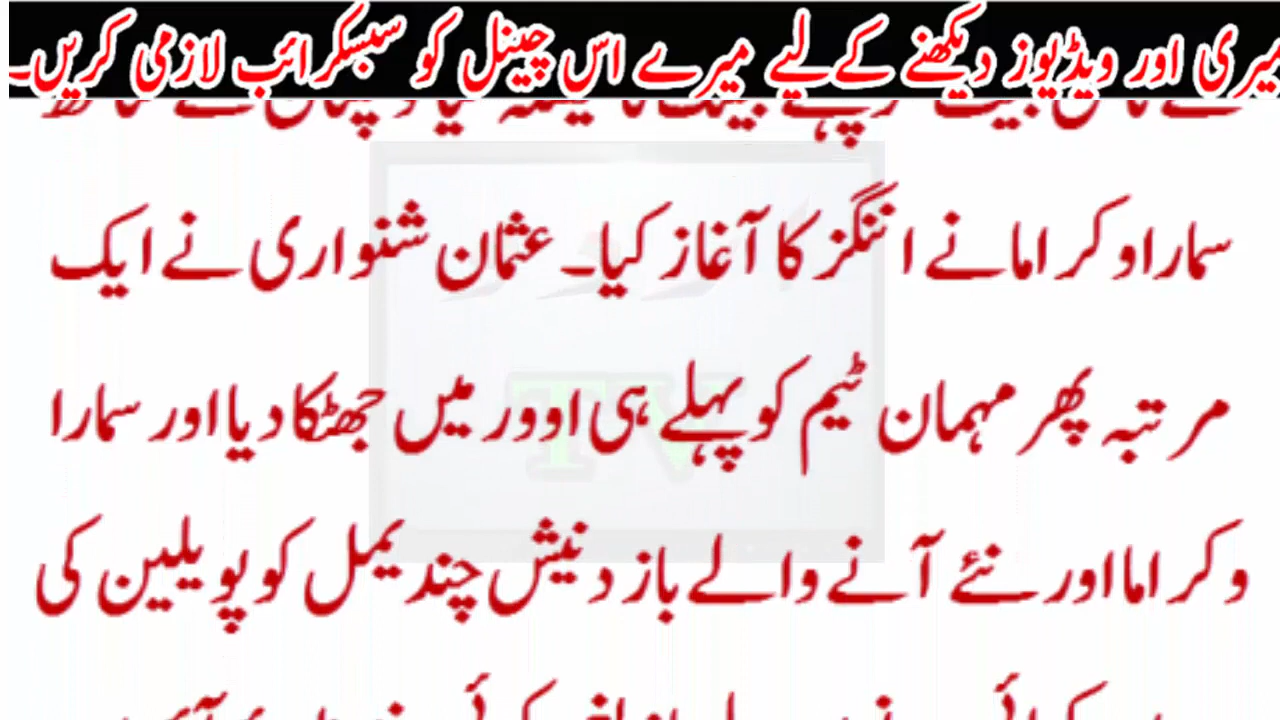 میری اور ویڈیوز دیکھنے کے لیے میرے اس چینل کو سبسکرائب لازمی کریں۔
سمارا وکراما نے اننگز کا آغاز کیا۔ عثمان شنواری نے ایک
مرتبہ پھر مہمان ٹیم کو پہلے ہی اوور میں جھٹکا دیا اور سمارا
وکراما اور نئے آنے والے باز دنیش چندیمل کو پویلین کی
TV